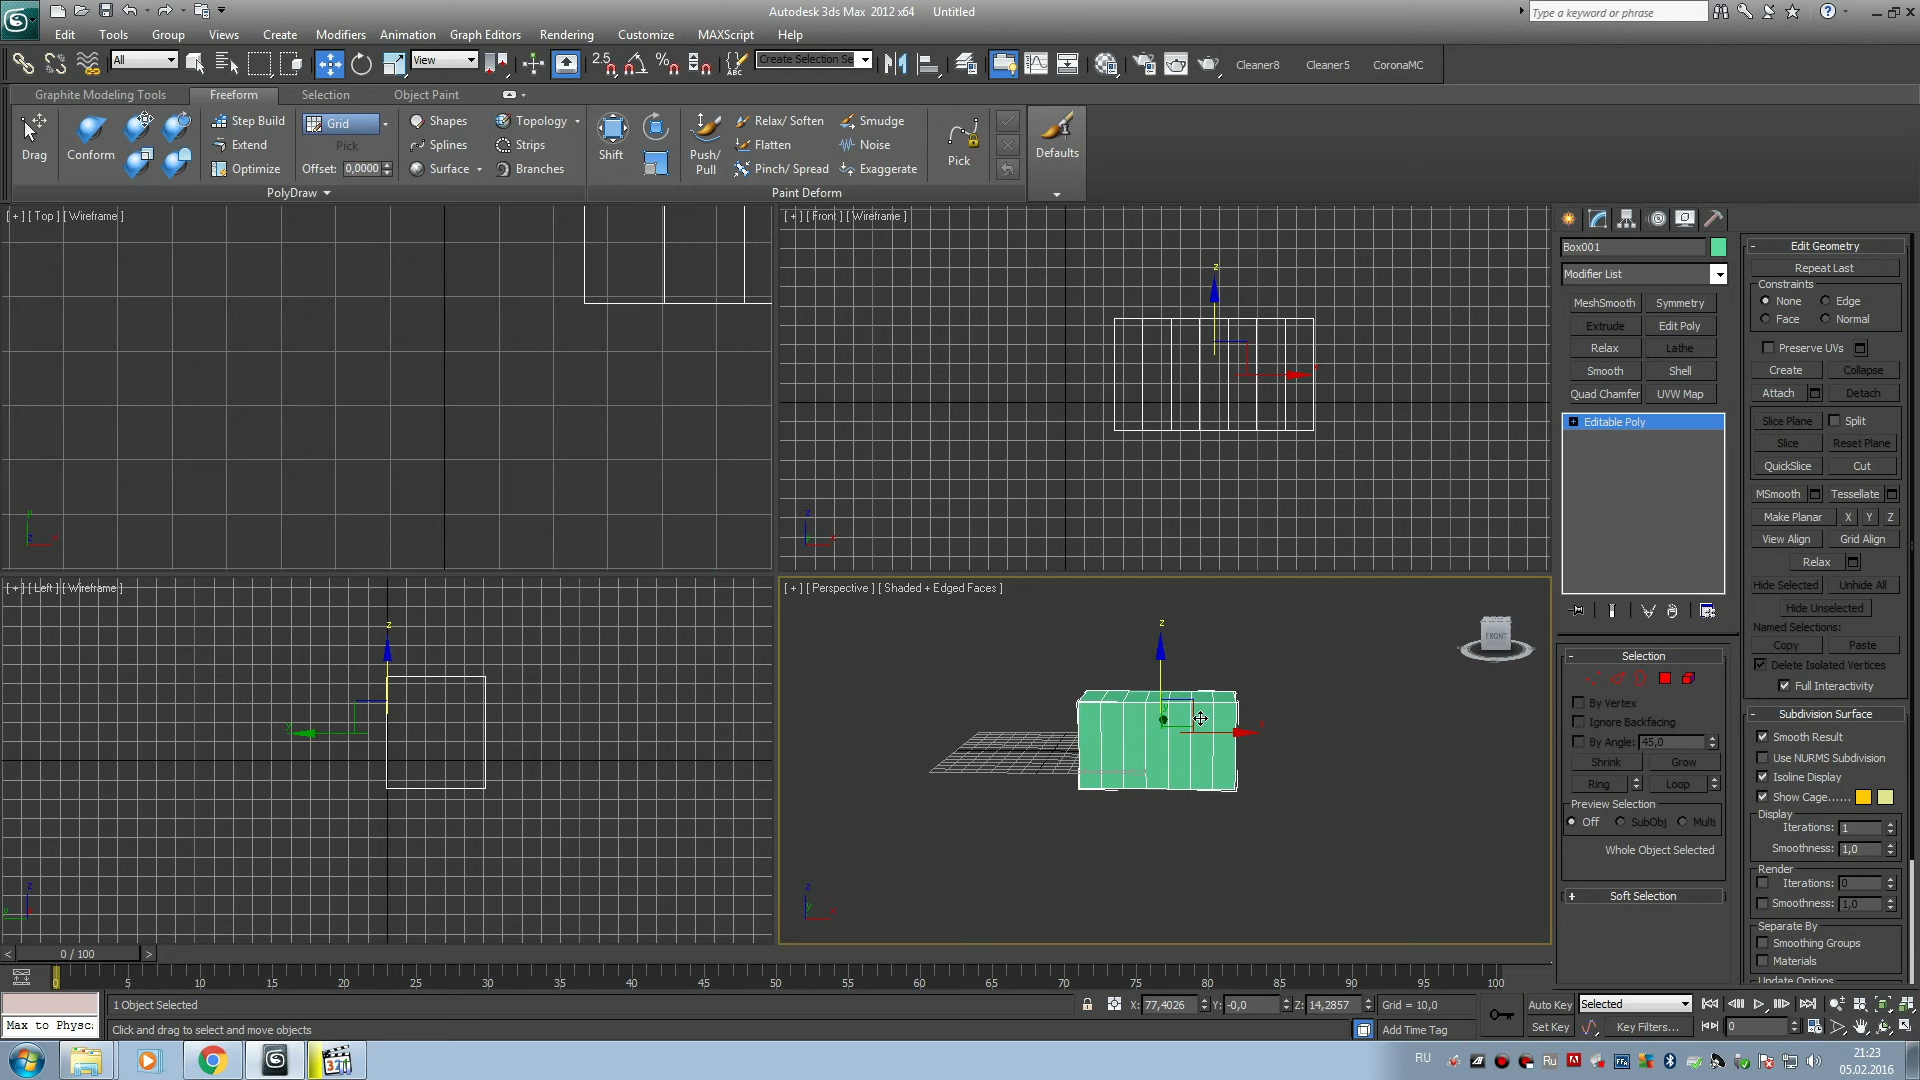 Autodesk 3ds Max 2012 x64 Untitled
Type a keyword or phrase
Edit Tools Group Views Create Modifiers Animation Graph Editors Rendering Customize MAXScript Help
All View 2.5 Create Selection Se Cleaner8 Cleaner5 CoronaMC
Graphite Modeling Tools Freeform Selection Object Paint
Drag Conform Step Build Extend Optimize Grid Pick Offset: 0,0000 Shapes Splines Surface Topology Strips Branches Shift Push/ Pull Relax/ Soften Flatten Pinch/ Spread Smudge Noise Exaggerate Pick Defaults
PolyDraw Paint Deform
[ + ] [ Top ] [ Wireframe ]
[ + ] [ Front ] [ Wireframe ]
[ + ] [ Left ] [ Wireframe ]
[ + ] [ Perspective ] [ Shaded + Edged Faces ]
FRONT
Box001
Modifier List
MeshSmooth Symmetry
Extrude Edit Poly
Relax Lathe
Smooth Shell
Quad Chamfer UVW Map
Editable Poly
Selection
By Vertex
Ignore Backfacing
By Angle: 45,0
Shrink Grow
Ring Loop
Preview Selection
Off SubObj Multi
Whole Object Selected
Soft Selection
Edit Geometry
Repeat Last
Constraints
None Edge
Face Normal
Preserve UVs
Create Collapse
Attach Detach
Slice Plane Split
Slice Reset Plane
QuickSlice Cut
MSmooth Tessellate
Make Planar X Y Z
View Align Grid Align
Relax
Hide Selected Unhide All
Hide Unselected
Named Selections:
Copy Paste
Delete Isolated Vertices
Full Interactivity
Subdivision Surface
Smooth Result
Use NURMS Subdivision
Isoline Display
Show Cage......
Display
Iterations: 1
Smoothness: 1,0
Render
Iterations: 0
Smoothness: 1,0
Separate By
Smoothing Groups
Materials
Update Options
0 / 100
0 5 10 15 20 25 30 35 40 45 50 55 60 65 70 75 80 85 90 95 100
1 Object Selected X: 77,4026 Y: -0,0 Z: 14,2857 Grid = 10,0 Auto Key Selected
Max to Physc:
Click and drag to select and move objects Add Time Tag Set Key Key Filters... 0
RU Ru 21:23
05.02.2016